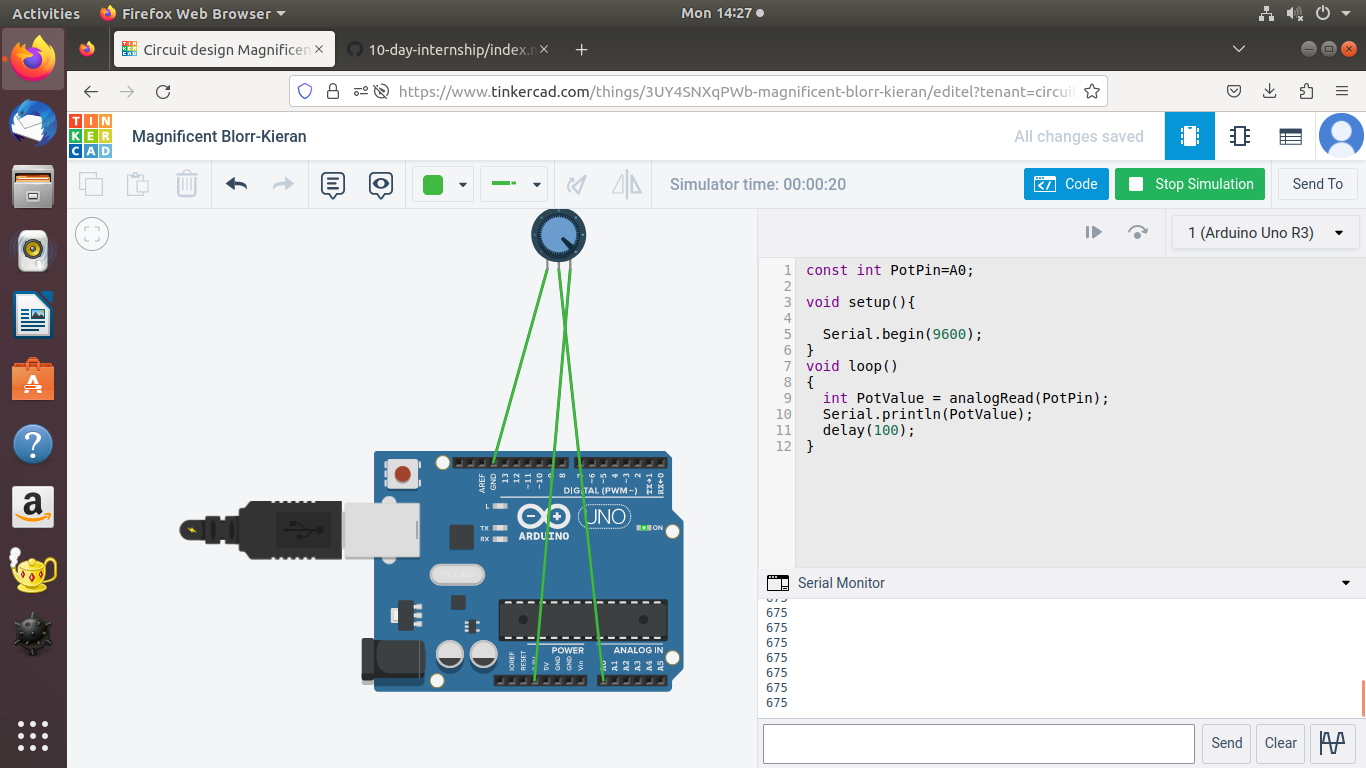 Activities
Firefox Web Browser
Mon 14:27
Circuit design Magnificen
10-day-internship/index.
https://www.tinkercad.com/things/3UY4SNXqPWb-magnificent-blorr-kieran/editel?tenant=circui
TIN
KER
CAD
Magnificent Blorr-Kieran
All changes saved
Simulator time: 00:00:20
Code
Stop Simulation
Send To
1 (Arduino Uno R3)
1 const int PotPin=A0;
2
3 void setup(){
4
5 Serial.begin(9600);
6 }
7 void loop()
8 {
9 int PotValue = analogRead(PotPin);
10 Serial.println(PotValue);
11 delay(100);
12 }
AREF
GND
13
12
~11
~10
~9
8
7
~6
~5
4
~3
2
TX→1
RX←0
DIGITAL (PWM~)
L
TX
RX
ARDUINO
UNO
ON
POWER
ANALOG IN
IOREF
RESET
5V
GND
GND
Vin
A1
A2
A3
A4
A5
Serial Monitor
675
675
675
675
675
675
675
675
Send
Clear